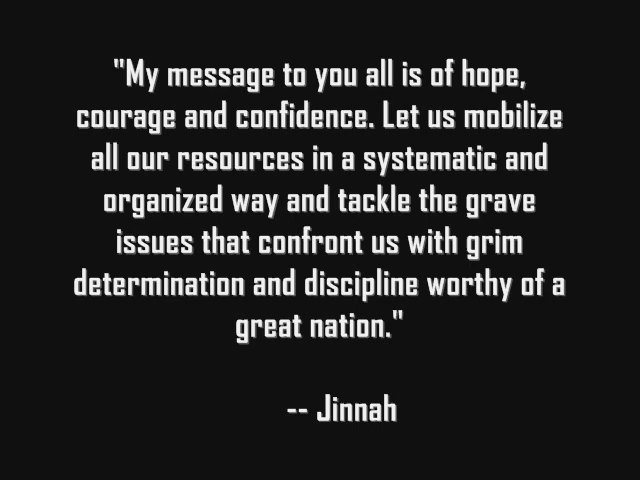 "My message to you all is of hope,
courage and confidence. Let us mobilize
all our resources in a systematic and
organized way and tackle the grave
issues that confront us with grim
determination and discipline worthy of a
great nation."
-- Jinnah